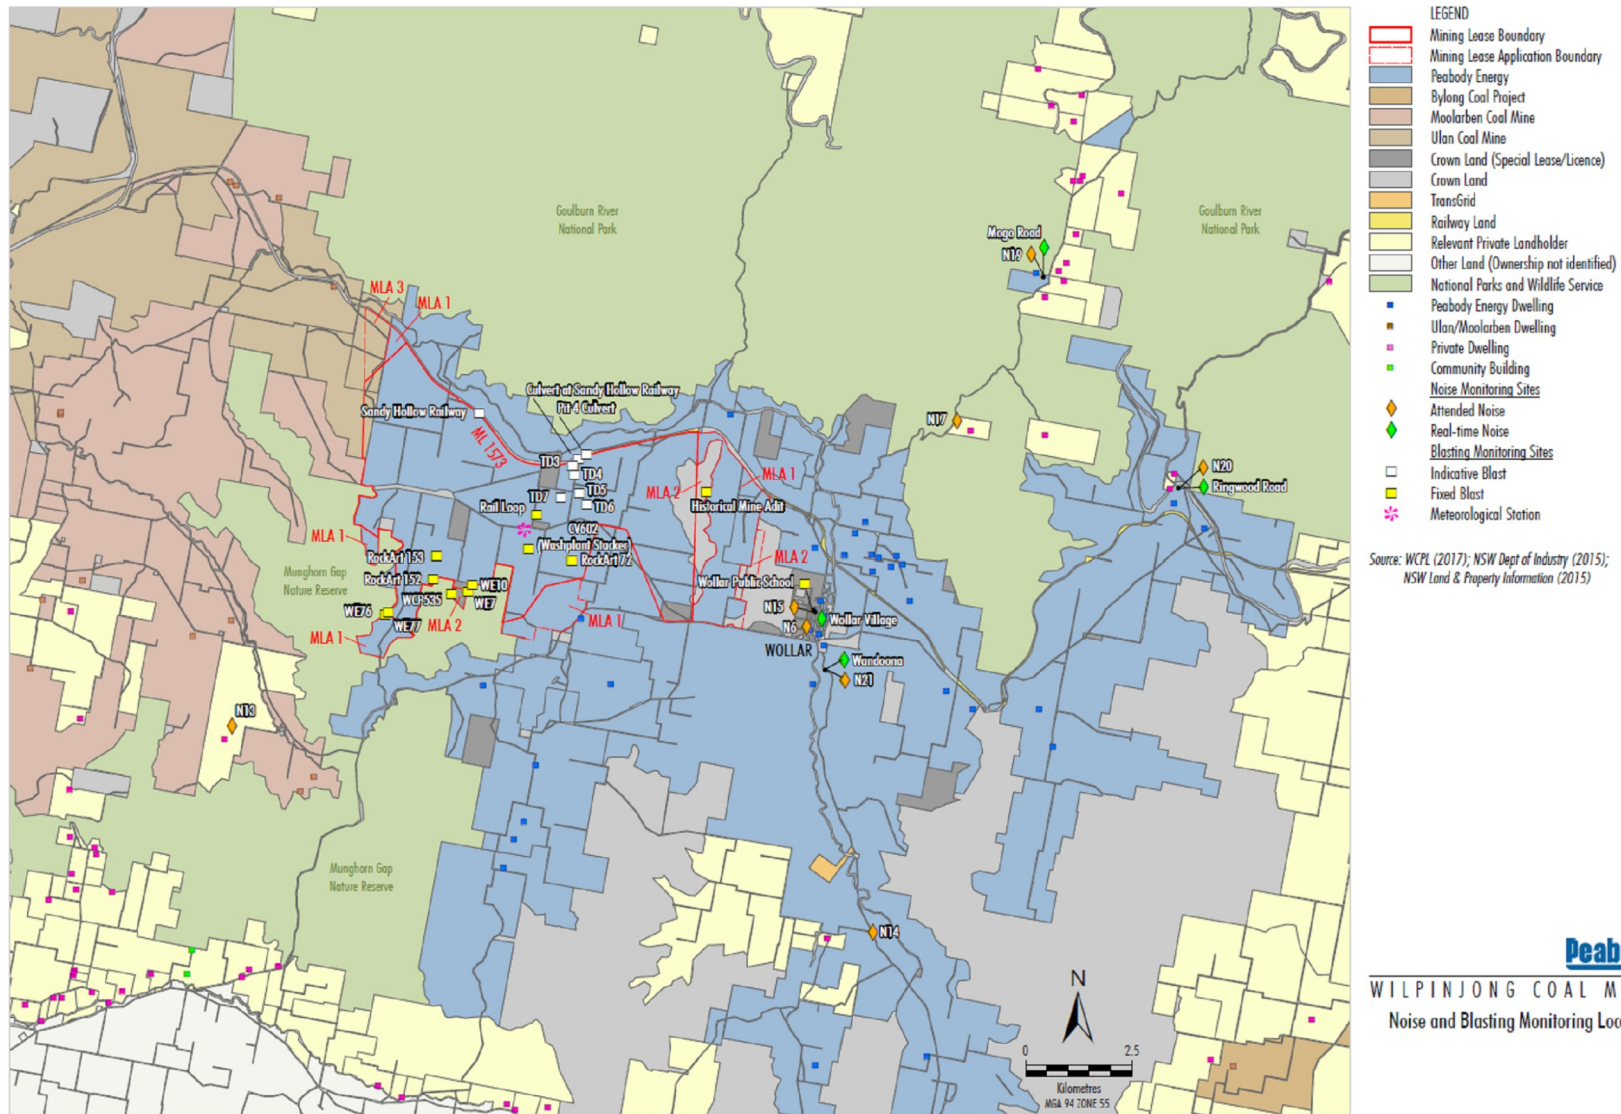 LEGEND
Mining Lease Boundary
Mining Lease Application Boundary
Peabody Energy
Bylong Coal Project
Moolarben Coal Mine
Ulan Coal Mine
Crown Land (Special Lease/Licence)
Crown Land
TransGrid
Railway Land
Relevant Private Landholder
Other Land (Ownership not identified)
National Parks and Wildlife Service
Peabody Energy Dwelling
Ulan/Moolarben Dwelling
Private Dwelling
Community Building
Noise Monitoring Sites
Attended Noise
Real-time Noise
Blasting Monitoring Sites
Indicative Blast
Fixed Blast
Meteorological Station
Source: WCPL (2017); NSW Dept of Industry (2015);
NSW Land & Property Information (2015)
Goulburn River
National Park
Goulburn River
National Park
Mogo Road
N19
MLA 3
MLA 1
Culvert at Sandy Hollow Railway
Pit 4 Culvert
Sandy Hollow Railway
ML 1573
N17
TD3
TD4
TD5
TD7
TD6
MLA 2
MLA 1
N20
Ringwood Road
Rail Loop
Historical Mine Adit
CV602
(Washplant Stacker)
MLA 1
RockArt 153
RockArt 72
MLA 2
Munghorn Gap
Nature Reserve
RockArt 152
WE10
WE7
WCP585
Wollar Public School
WE76
WE77
MLA 2
MLA 1
MLA 1
N15
Wollar Village
N6
WOLLAR
Wandoona
N21
N13
Munghorn Gap
Nature Reserve
N14
N
0
2.5
Kilometres
MGA 94 ZONE 55
Peab
WILPINJONG COAL M
Noise and Blasting Monitoring Loc